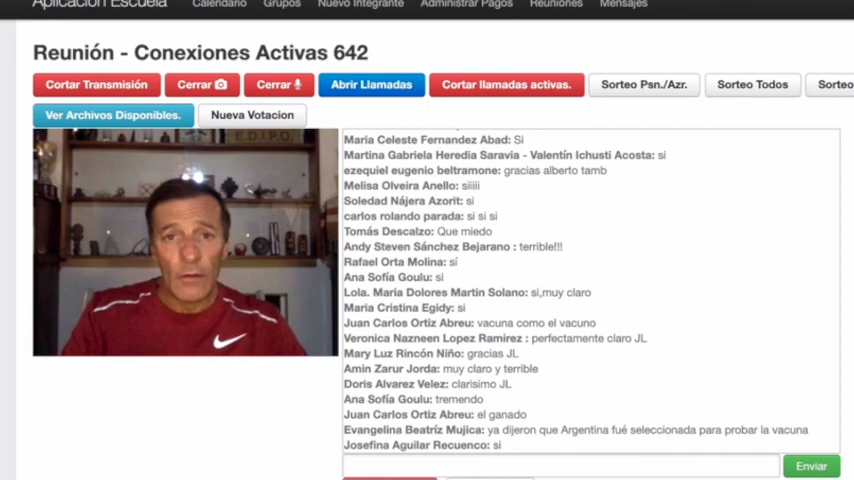 Aplicación Escuela Calendario Grupos Nuevo Integrante Administrar Pagos Reuniones Mensajes
Reunión - Conexiones Activas 642
Cortar Transmisión Cerrar Cerrar Abrir Llamadas Cortar llamadas activas. Sorteo Psn./Azr. Sorteo Todos Sorteo
Ver Archivos Disponibles. Nueva Votacion
E.D.I.P.O.
Maria Celeste Fernandez Abad: Si
Martina Gabriela Heredia Saravia - Valentín Ichusti Acosta: si
ezequiel eugenio beltramone: gracias alberto tamb
Melisa Olveira Anello: siiiii
Soledad Nájera Azorit: si
carlos rolando parada: si si si
Tomás Descalzo: Que miedo
Andy Steven Sánchez Bejarano : terrible!!!
Rafael Orta Molina: sí
Ana Sofía Goulu: si
Lola. María Dolores Martin Solano: si,muy claro
Maria Cristina Egidy: si
Juan Carlos Ortiz Abreu: vacuna como el vacuno
Veronica Nazneen Lopez Ramirez : perfectamente claro JL
Mary Luz Rincón Niño: gracias JL
Amin Zarur Jorda: muy claro y terrible
Doris Alvarez Velez: clarisimo JL
Ana Sofía Goulu: tremendo
Juan Carlos Ortiz Abreu: el ganado
Evangelina Beatríz Mujica: ya dijeron que Argentina fué seleccionada para probar la vacuna
Josefina Aguilar Recuenco: si
Enviar